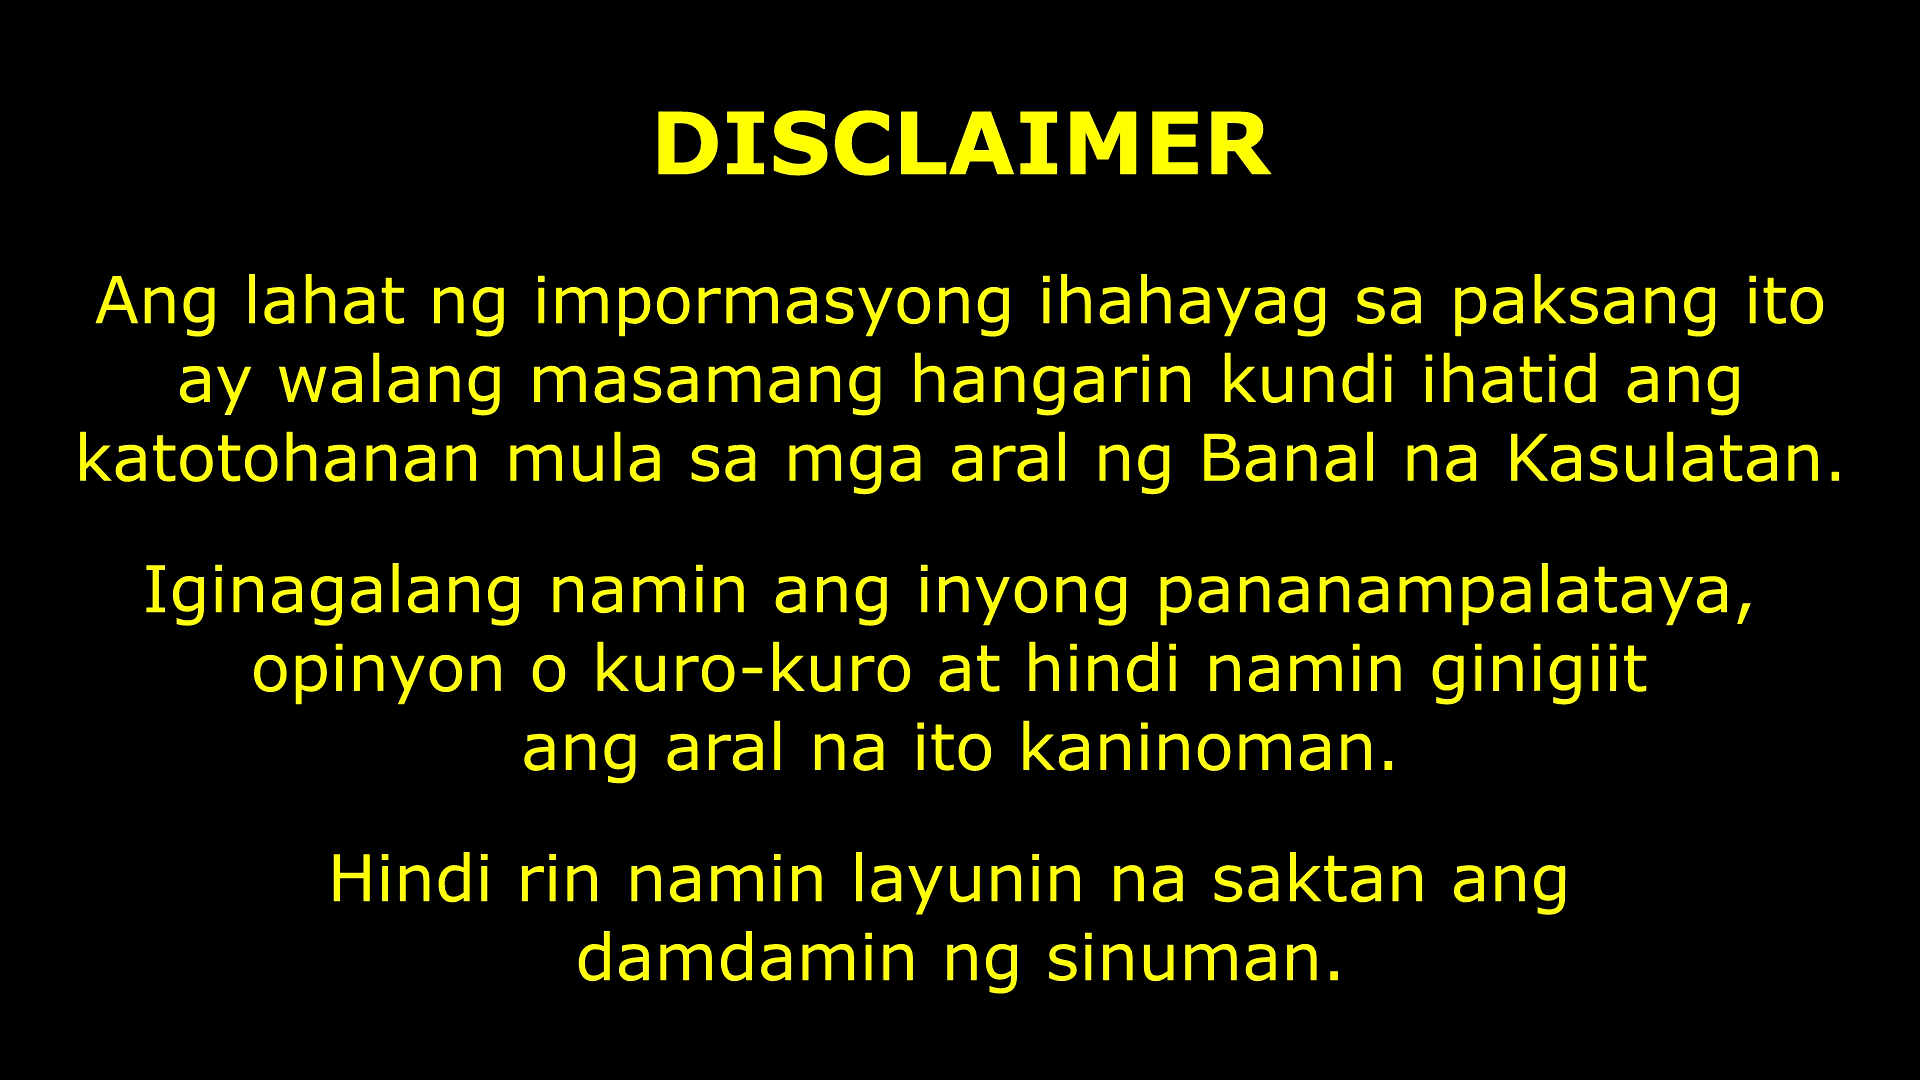 DISCLAIMER
Ang lahat ng impormasyong ihahayag sa paksang ito
ay walang masamang hangarin kundi ihatid ang
katotohanan mula sa mga aral ng Banal na Kasulatan.
Iginagalang namin ang inyong pananampalataya,
opinyon o kuro-kuro at hindi namin ginigiit
ang aral na ito kaninoman.
Hindi rin namin layunin na saktan ang
damdamin ng sinuman.